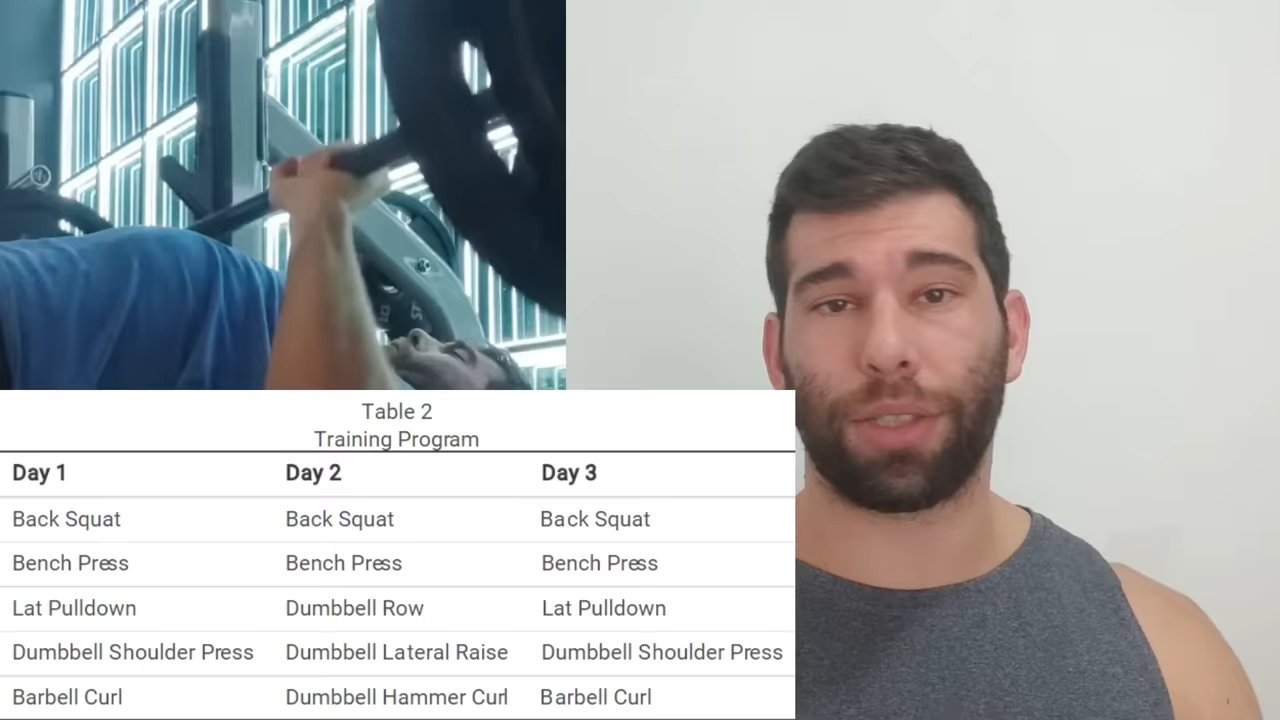 Table 2
Training Program
Day 1 Day 2 Day 3
Back Squat Back Squat Back Squat
Bench Press Bench Press Bench Press
Lat Pulldown Dumbbell Row Lat Pulldown
Dumbbell Shoulder Press Dumbbell Lateral Raise Dumbbell Shoulder Press
Barbell Curl Dumbbell Hammer Curl Barbell Curl